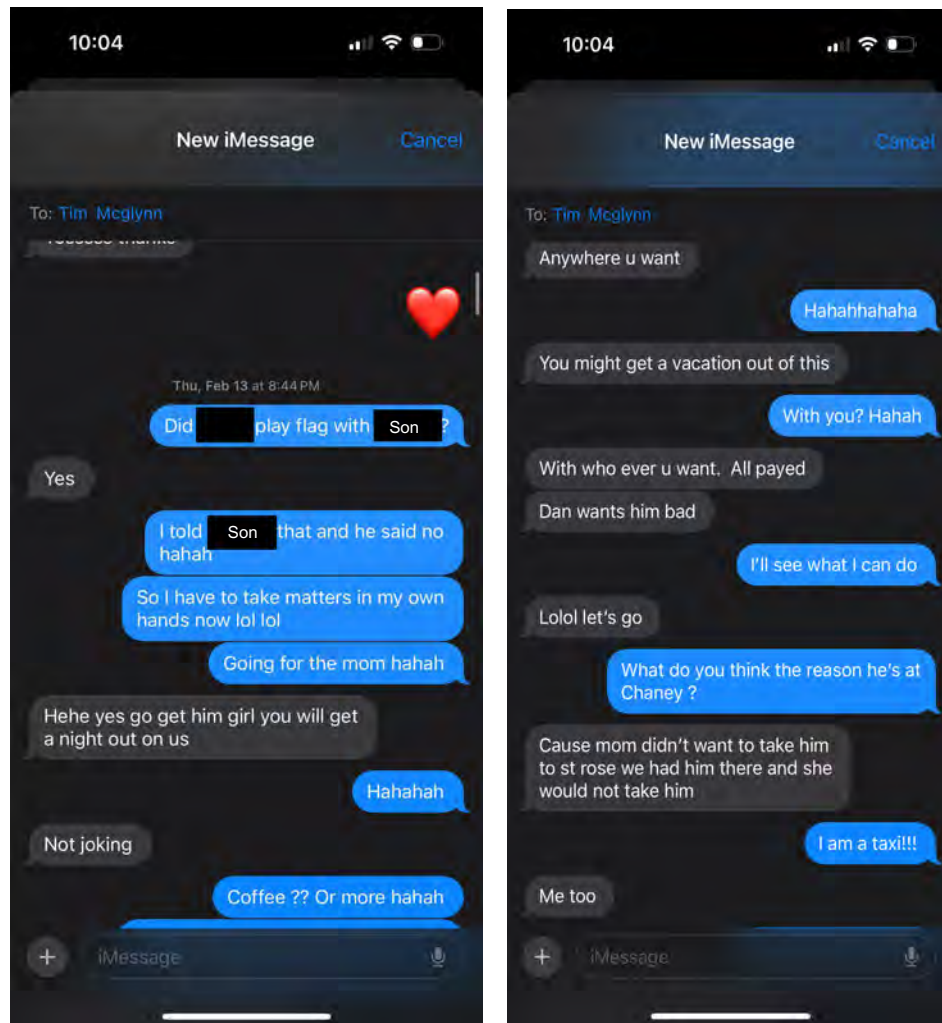 10:04
New iMessage
Cancel
To: Tim Mcglynn
thanks
Thu, Feb 13 at 8:44 PM
Did play flag with Son ?
Yes
I told Son that and he said no
hahah
So I have to take matters in my own
hands now lol lol
Going for the mom hahah
Hehe yes go get him girl you will get
a night out on us
Hahahah
Not joking
Coffee ?? Or more hahah
iMessage
10:04
New iMessage
Cancel
To: Tim Mcglynn
Anywhere u want
Hahahhahaha
You might get a vacation out of this
With you? Hahah
With who ever u want. All payed
Dan wants him bad
I'll see what I can do
Lolol let's go
What do you think the reason he's at
Chaney ?
Cause mom didn't want to take him
to st rose we had him there and she
would not take him
I am a taxi!!!
Me too
iMessage